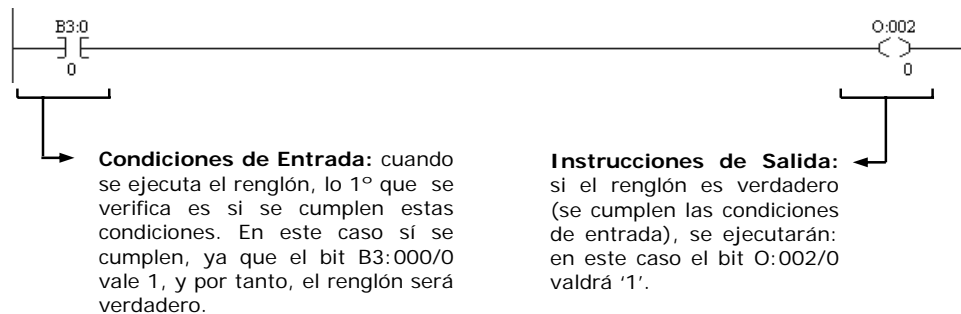 B3:0
0
O:002
0
Condiciones de Entrada: cuando
se ejecuta el renglón, lo 1º que se
verifica es si se cumplen estas
condiciones. En este caso sí se
cumplen, ya que el bit B3:000/0
vale 1, y por tanto, el renglón será
verdadero.
Instrucciones de Salida:
si el renglón es verdadero
(se cumplen las condiciones
de entrada), se ejecutarán:
en este caso el bit O:002/0
valdrá ‘1’.